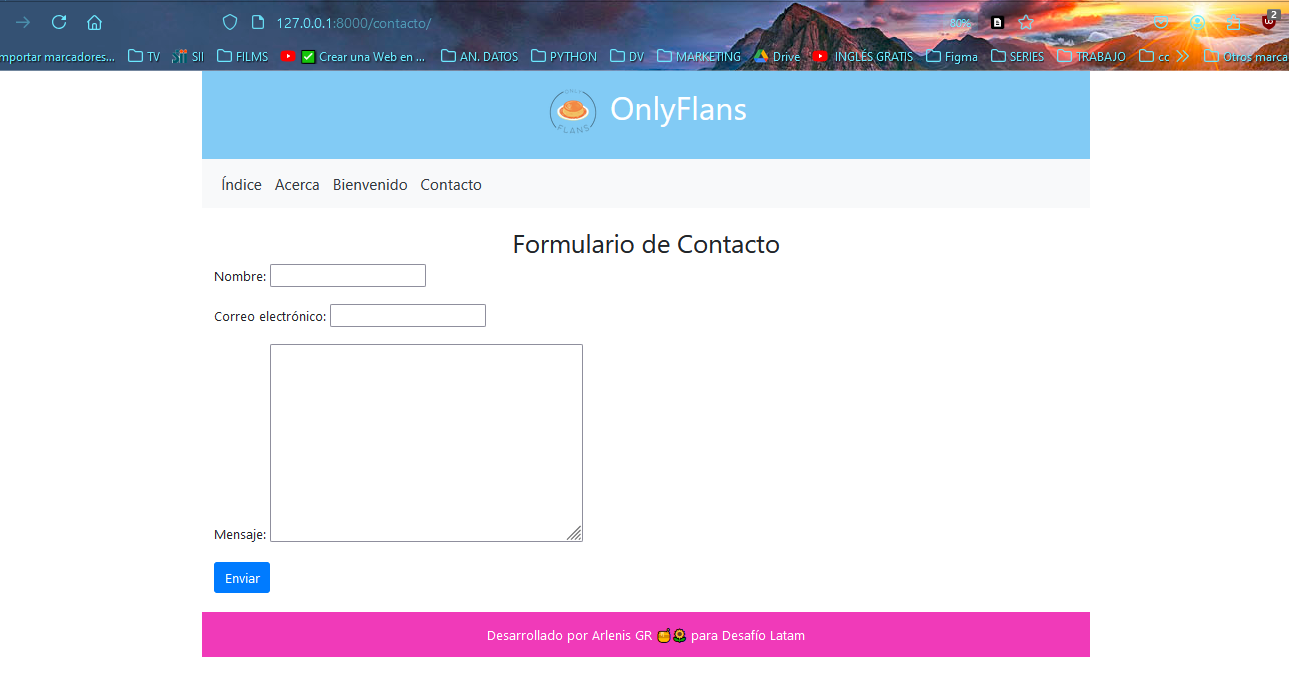 127.0.0.1:8000/contacto/
80%
2
mportar marcadores...
TV
SII
FILMS
Crear una Web en ...
AN. DATOS
PYTHON
DV
MARKETING
Drive
INGLÉS GRATIS
Figma
SERIES
TRABAJO
cc
Otros marca
ONLY
FLANS
OnlyFlans
Índice Acerca Bienvenido Contacto
Formulario de Contacto
Nombre:
Correo electrónico:
Mensaje:
Enviar
Desarrollado por Arlenis GR 🍯🌻 para Desafío Latam